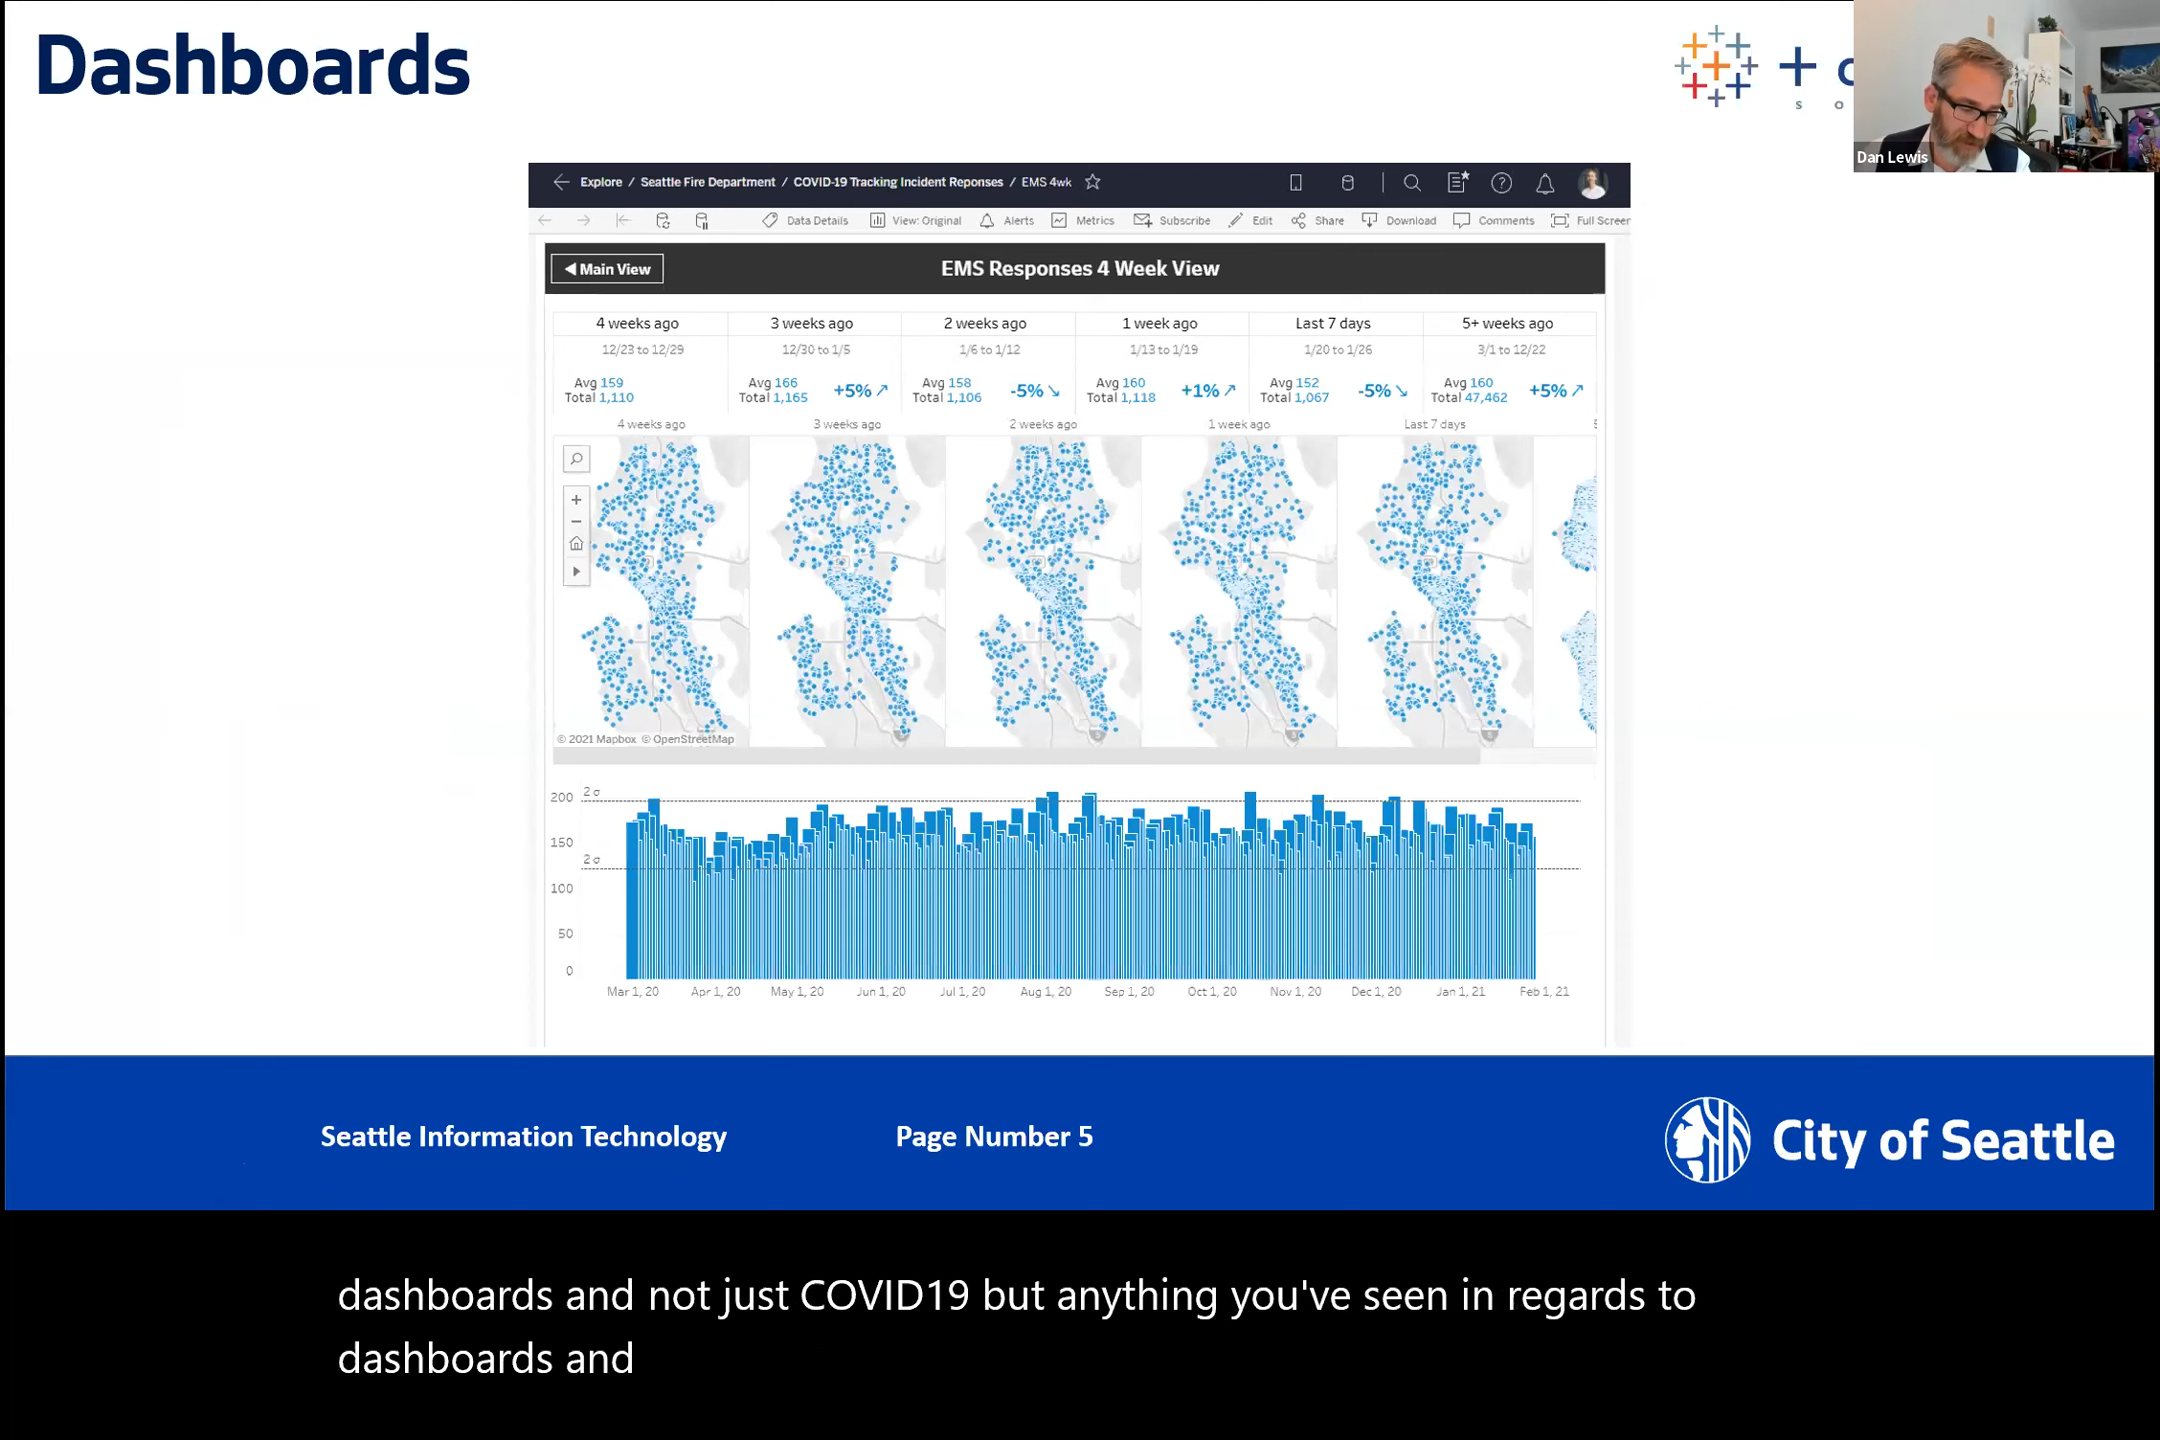 Dashboards
+
s o
Dan Lewis
Explore / Seattle Fire Department / COVID-19 Tracking Incident Reponses / EMS 4wk
Data Details View: Original Alerts Metrics Subscribe Edit Share Download Comments Full Screen
Main View
EMS Responses 4 Week View
4 weeks ago 3 weeks ago 2 weeks ago 1 week ago Last 7 days 5+ weeks ago
12/23 to 12/29 12/30 to 1/5 1/6 to 1/12 1/13 to 1/19 1/20 to 1/26 3/1 to 12/22
Avg 159 Avg 166 Avg 158 Avg 160 Avg 152 Avg 160
+5% -5% +1% -5% +5%
Total 1,110 Total 1,165 Total 1,106 Total 1,118 Total 1,067 Total 47,462
4 weeks ago 3 weeks ago 2 weeks ago 1 week ago Last 7 days 5
© 2021 Mapbox © OpenStreetMap
200 2 σ
150
2 σ
100
50
0
Mar 1, 20 Apr 1, 20 May 1, 20 Jun 1, 20 Jul 1, 20 Aug 1, 20 Sep 1, 20 Oct 1, 20 Nov 1, 20 Dec 1, 20 Jan 1, 21 Feb 1, 21
Seattle Information Technology Page Number 5 City of Seattle
dashboards and not just COVID19 but anything you've seen in regards to
dashboards and